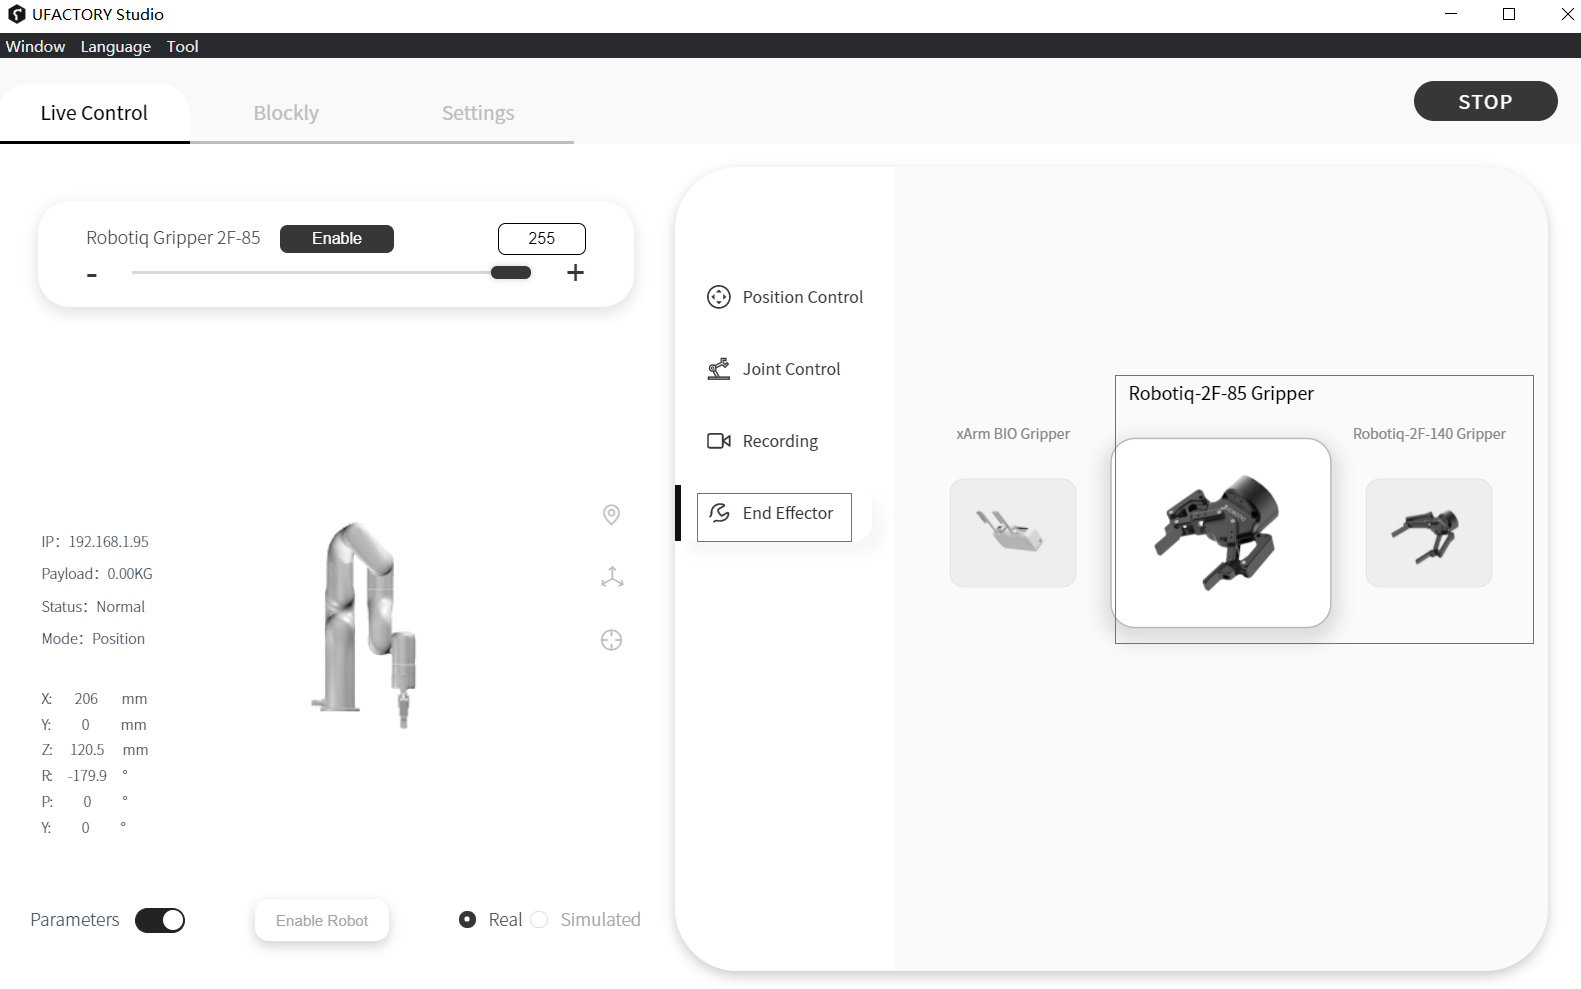 UFACTORY Studio
Window Language Tool
Live Control
Blockly
Settings
STOP
Robotiq Gripper 2F-85
Enable
255
- +
Position Control
Joint Control
Recording
End Effector
Robotiq-2F-85 Gripper
xArm BIO Gripper
Robotiq-2F-140 Gripper
IP: 192.168.1.95
Payload: 0.00KG
Status: Normal
Mode: Position
X: 206 mm
Y: 0 mm
Z: 120.5 mm
R: -179.9 °
P: 0 °
Y: 0 °
Parameters
Enable Robot
Real
Simulated